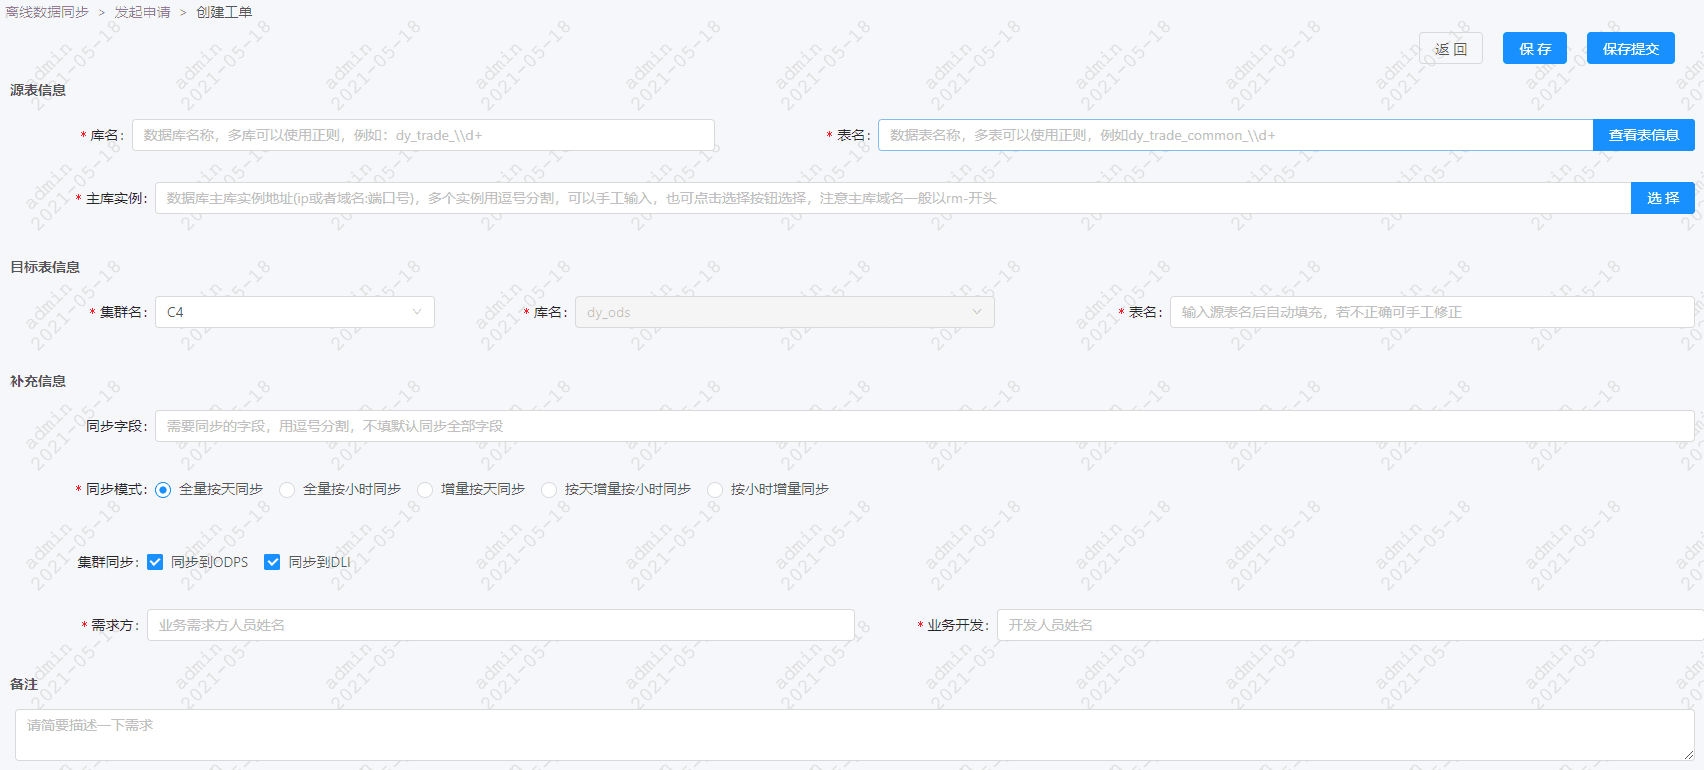 离线数据同步 > 发起申请 > 创建工单
返 回 保 存 保存提交
源表信息
* 库名: 数据库名称，多库可以使用正则，例如：dy_trade_\\d+ * 表名: 数据表名称，多表可以使用正则，例如dy_trade_common_\\d+ 查看表信息
* 主库实例: 数据库主库实例地址(ip或者域名:端口号)，多个实例用逗号分割，可以手工输入，也可点击选择按钮选择，注意主库域名一般以rm-开头 选 择
目标表信息
* 集群名: C4 * 库名: dy_ods * 表名: 输入源表名后自动填充，若不正确可手工修正
补充信息
同步字段: 需要同步的字段，用逗号分割，不填默认同步全部字段
* 同步模式: 全量按天同步 全量按小时同步 增量按天同步 按天增量按小时同步 按小时增量同步
集群同步: 同步到ODPS 同步到DLI
* 需求方: 业务需求方人员姓名 * 业务开发: 开发人员姓名
备注
请简要描述一下需求
admin
2021-05-18